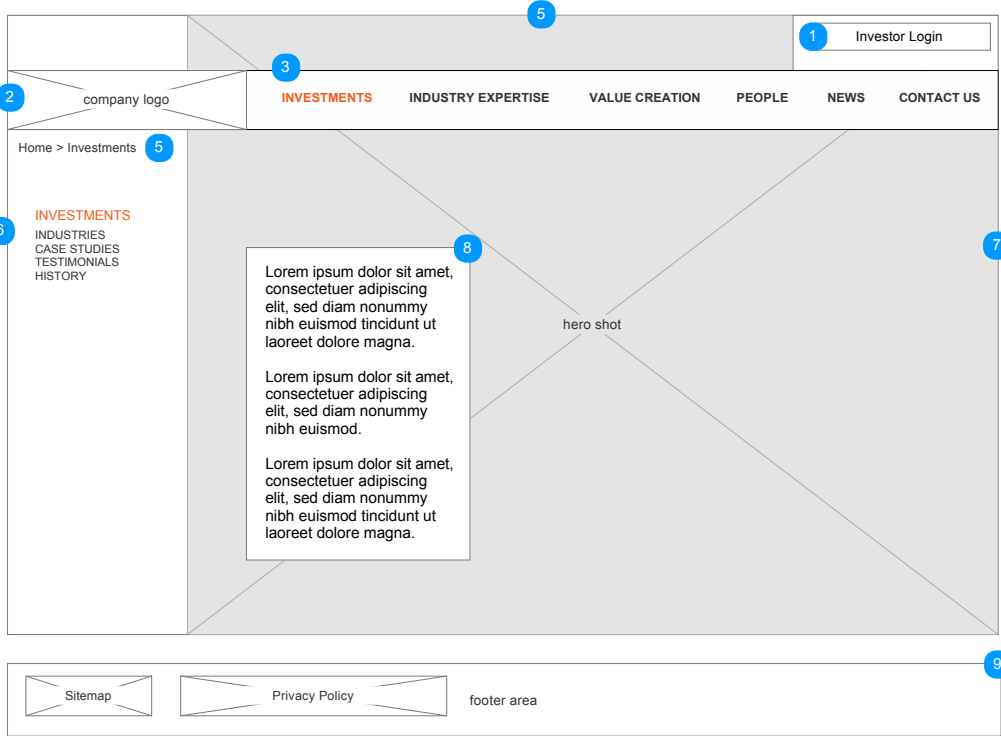 5
1
Investor Login
3
2
company logo
INVESTMENTS INDUSTRY EXPERTISE VALUE CREATION PEOPLE NEWS CONTACT US
Home > Investments 5
6
INVESTMENTS
INDUSTRIES
CASE STUDIES
TESTIMONIALS
HISTORY
7
8
Lorem ipsum dolor sit amet,
consectetuer adipiscing
elit, sed diam nonummy
nibh euismod tincidunt ut
laoreet dolore magna.
Lorem ipsum dolor sit amet,
consectetuer adipiscing
elit, sed diam nonummy
nibh euismod.
Lorem ipsum dolor sit amet,
consectetuer adipiscing
elit, sed diam nonummy
nibh euismod tincidunt ut
laoreet dolore magna.
hero shot
9
Sitemap
Privacy Policy
footer area